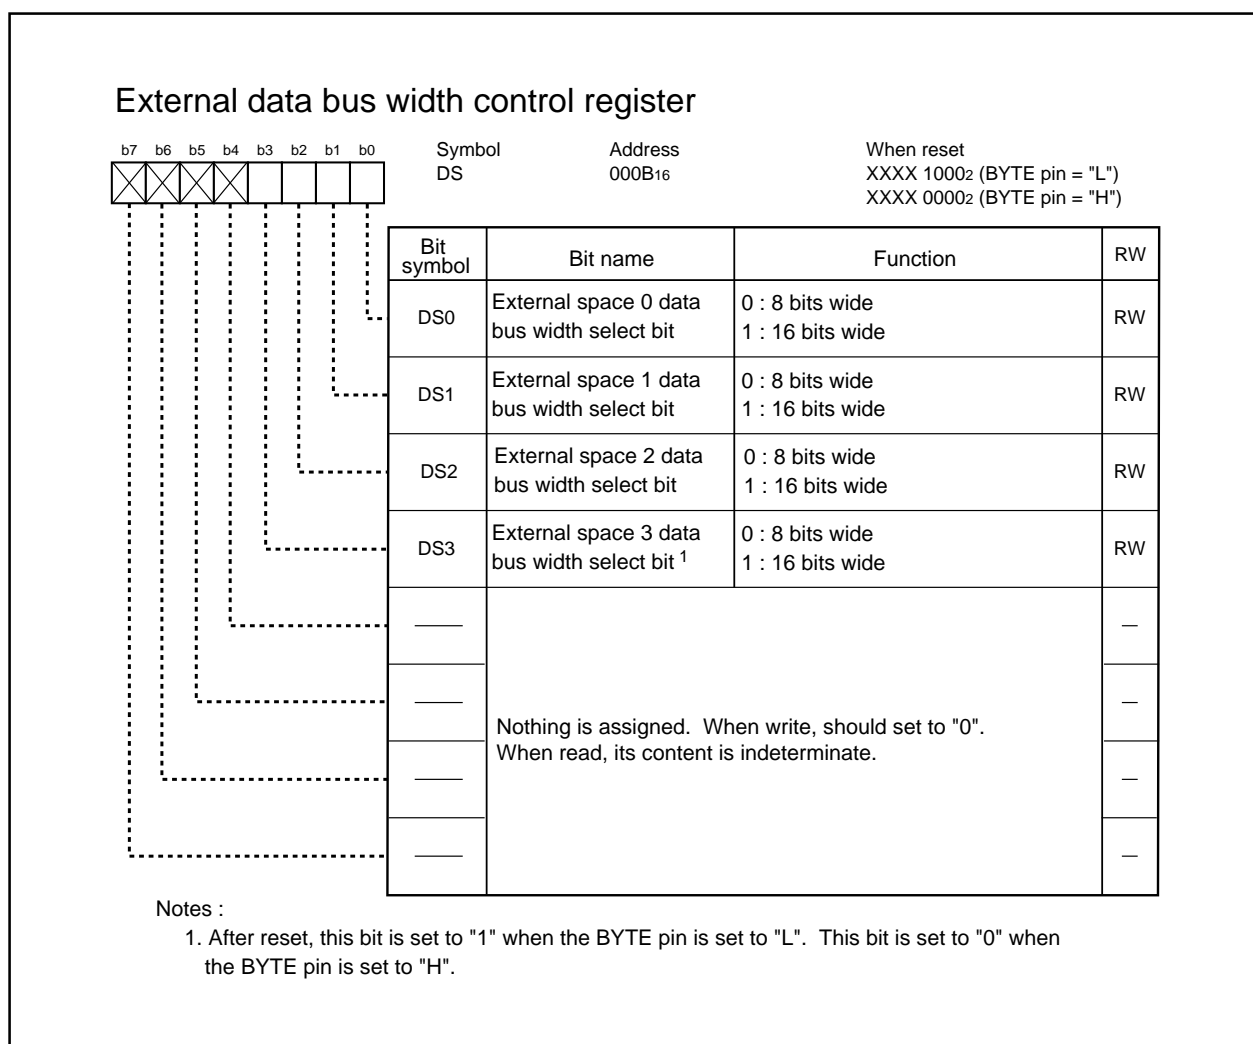 External data bus width control register
b7 b6 b5 b4 b3 b2 b1 b0
Symbol Address When reset
DS 000B16 XXXX 10002 (BYTE pin = "L")
XXXX 00002 (BYTE pin = "H")
Bit symbol Bit name Function RW
DS0 External space 0 data 0 : 8 bits wide RW
bus width select bit 1 : 16 bits wide
DS1 External space 1 data 0 : 8 bits wide RW
bus width select bit 1 : 16 bits wide
DS2 External space 2 data 0 : 8 bits wide RW
bus width select bit 1 : 16 bits wide
DS3 External space 3 data 0 : 8 bits wide RW
bus width select bit 1 1 : 16 bits wide
— —
— —
Nothing is assigned. When write, should set to "0".
When read, its content is indeterminate.
— —
— —
Notes :
1. After reset, this bit is set to "1" when the BYTE pin is set to "L". This bit is set to "0" when
the BYTE pin is set to "H".